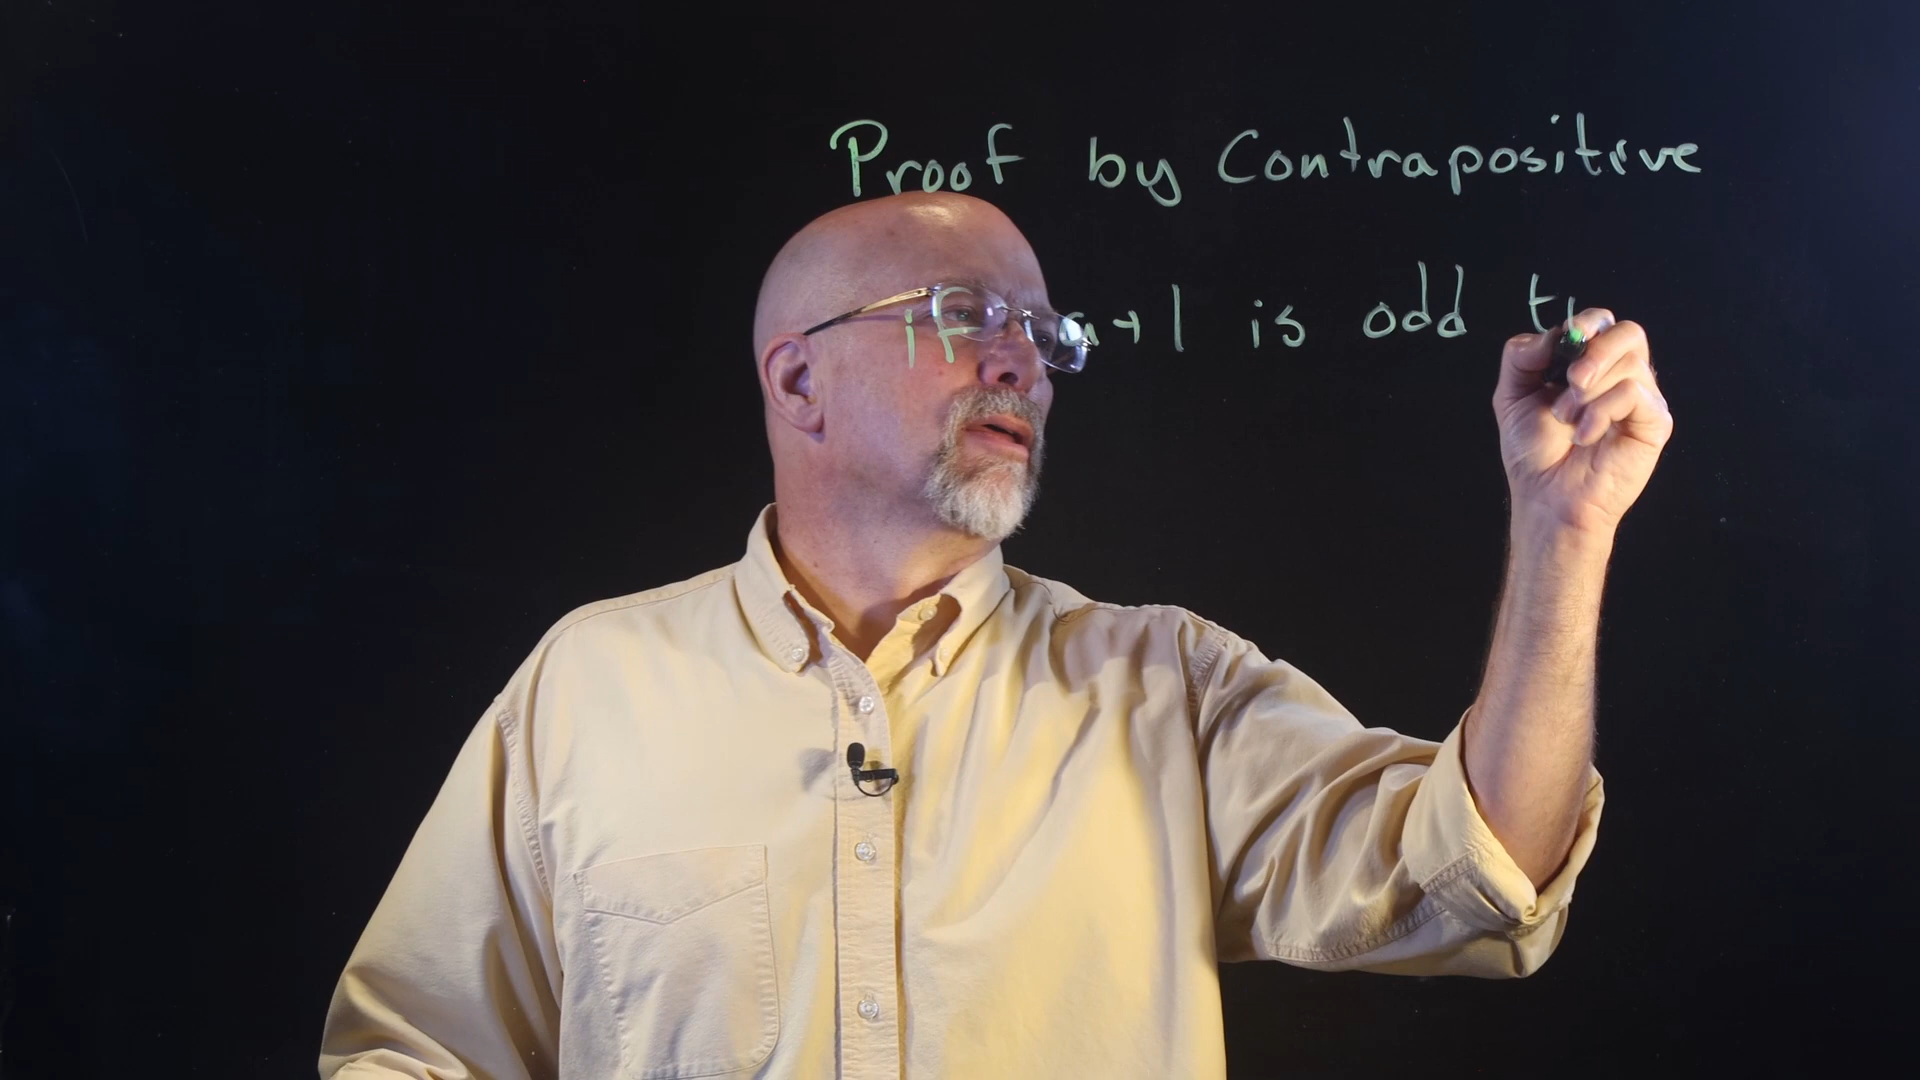 Proof by Contrapositive
if a+1 is odd